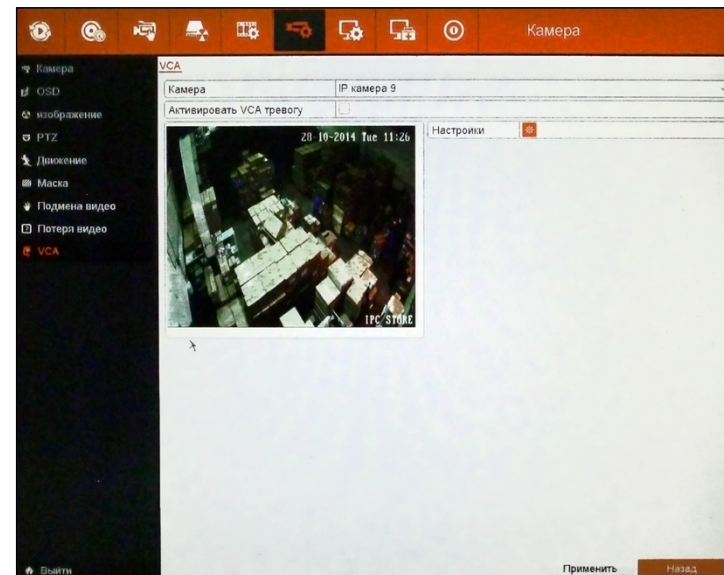 Камера
Камера
OSD
изображение
PTZ
Движение
Маска
Подмена видео
Потеря видео
VCA
Выйти
VCA
Камера IP камера 9
Активировать VCA тревогу
28-10-2014 Tue 11:26
IPC/STORE
Настройки
Применить
Назад